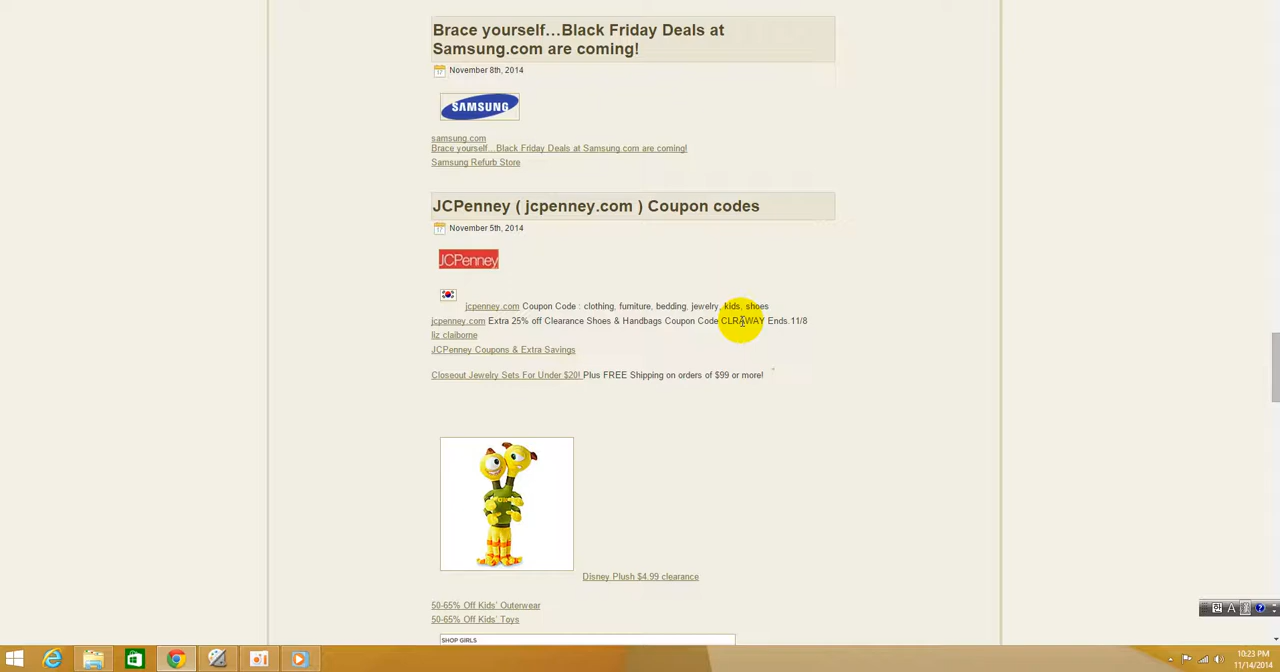 Brace yourself...Black Friday Deals at
Samsung.com are coming!
17 November 8th, 2014
SAMSUNG
samsung.com
Brace yourself...Black Friday Deals at Samsung.com are coming!
Samsung Refurb Store
JCPenney ( jcpenney.com ) Coupon codes
17 November 5th, 2014
JCPenney
jcpenney.com Coupon Code : clothing, furniture, bedding, jewelry, kids, shoes
jcpenney.com Extra 25% off Clearance Shoes & Handbags Coupon Code CLRAWAY Ends 11/8
liz claiborne
JCPenney Coupons & Extra Savings
Closeout Jewelry Sets For Under $20! Plus FREE Shipping on orders of $99 or more!
Disney Plush $4.99 clearance
50-65% Off Kids' Outerwear
50-65% Off Kids' Toys
SHOP GIRLS
A
10:23 PM
11/14/2014